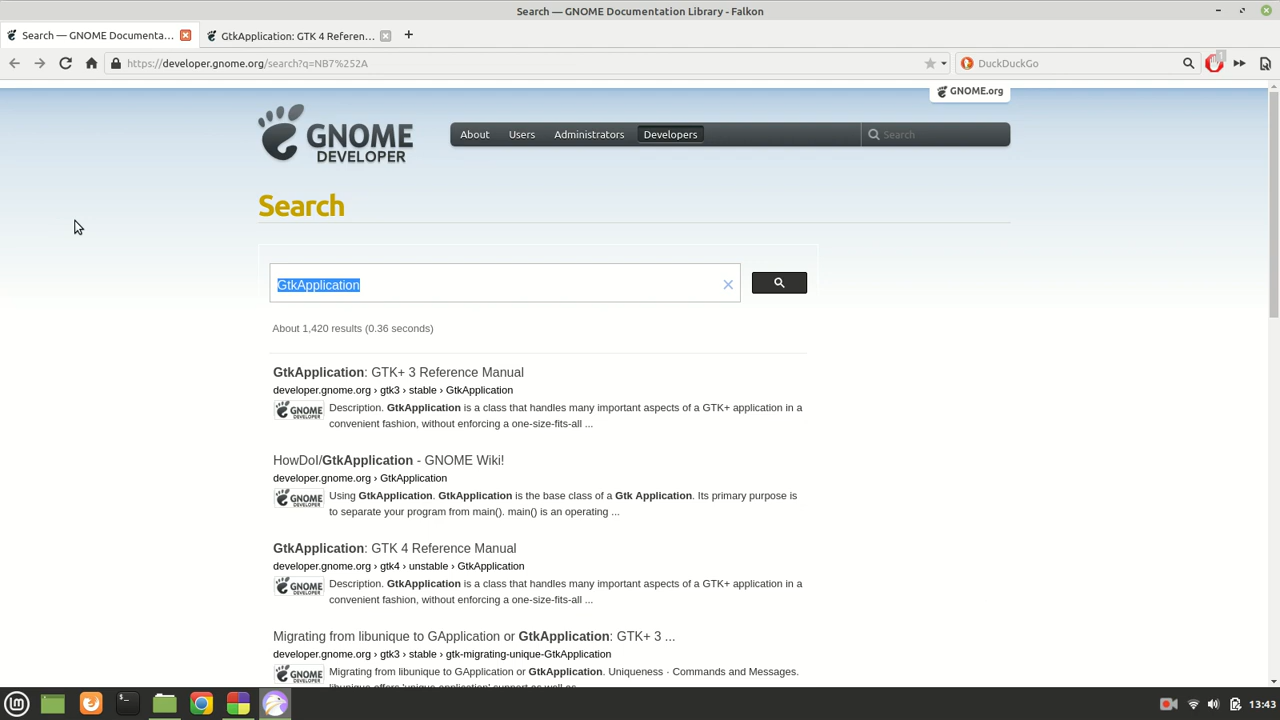 Search — GNOME Documentation Library - Falkon
Search — GNOME Documenta...
GtkApplication: GTK 4 Referen...
https://developer.gnome.org/search?q=NB7%252A
DuckDuckGo
1
GNOME.org
GNOME
DEVELOPER
About Users Administrators Developers Search
Search
GtkApplication
About 1,420 results (0.36 seconds)
GtkApplication: GTK+ 3 Reference Manual
developer.gnome.org › gtk3 › stable › GtkApplication
GNOME
DEVELOPER
Description. GtkApplication is a class that handles many important aspects of a GTK+ application in a
convenient fashion, without enforcing a one-size-fits-all ...
HowDoI/GtkApplication - GNOME Wiki!
developer.gnome.org › GtkApplication
GNOME
DEVELOPER
Using GtkApplication. GtkApplication is the base class of a Gtk Application. Its primary purpose is
to separate your program from main(). main() is an operating ...
GtkApplication: GTK 4 Reference Manual
developer.gnome.org › gtk4 › unstable › GtkApplication
GNOME
DEVELOPER
Description. GtkApplication is a class that handles many important aspects of a GTK+ application in a
convenient fashion, without enforcing a one-size-fits-all ...
Migrating from libunique to GApplication or GtkApplication: GTK+ 3 ...
developer.gnome.org › gtk3 › stable › gtk-migrating-unique-GtkApplication
GNOME
DEVELOPER
Migrating from libunique to GApplication or GtkApplication. Uniqueness · Commands and Messages.
libunique offers 'unique application' support as well as
13:43